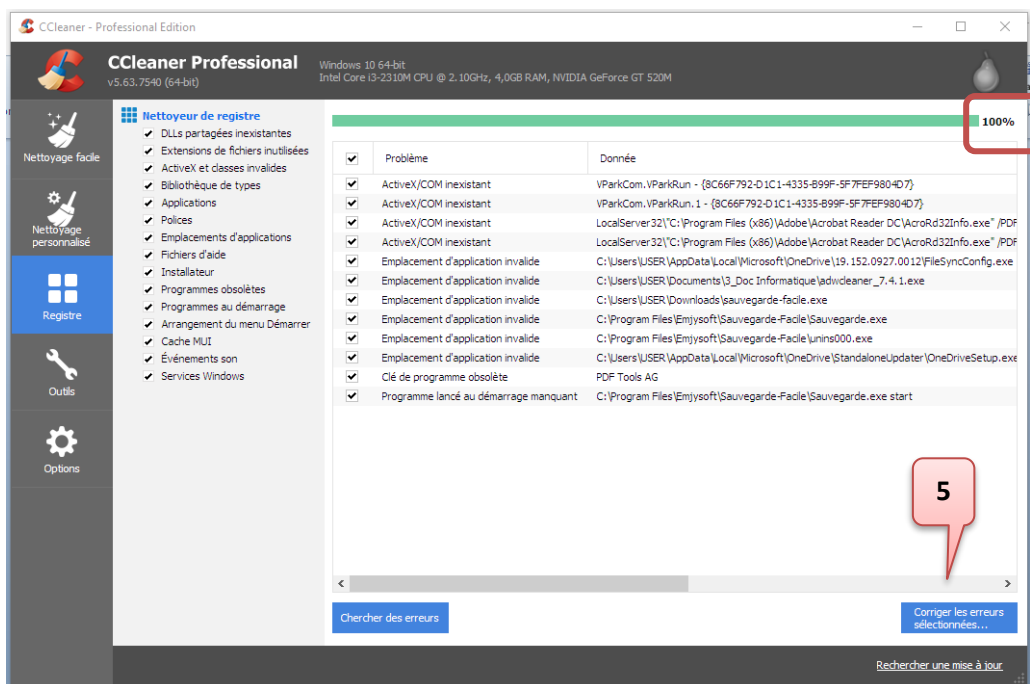 CCleaner - Professional Edition
CCleaner Professional
v5.63.7540 (64-bit)
Windows 10 64-bit
Intel Core i3-2310M CPU @ 2.10GHz, 4,0GB RAM, NVIDIA GeForce GT 520M
Nettoyage facile
Nettoyage
personnalisé
Registre
Outils
Options
Nettoyeur de registre
DLLs partagées inexistantes
Extensions de fichiers inutilisées
ActiveX et classes invalides
Bibliothèque de types
Applications
Polices
Emplacements d'applications
Fichiers d'aide
Installateur
Programmes obsolètes
Programmes au démarrage
Arrangement du menu Démarrer
Cache MUI
Événements son
Services Windows
100%
Problème Donnée
ActiveX/COM inexistant VParkCom.VParkRun - {8C66F792-D1C1-4335-B99F-5F7FEF9804D7}
ActiveX/COM inexistant VParkCom.VParkRun.1 - {8C66F792-D1C1-4335-B99F-5F7FEF9804D7}
ActiveX/COM inexistant LocalServer32\"C:\Program Files (x86)\Adobe\Acrobat Reader DC\AcroRd32Info.exe" /PDF
ActiveX/COM inexistant LocalServer32\"C:\Program Files (x86)\Adobe\Acrobat Reader DC\AcroRd32Info.exe" /PDF
Emplacement d'application invalide C:\Users\USER\AppData\Local\Microsoft\OneDrive\19.152.0927.0012\FileSyncConfig.exe
Emplacement d'application invalide C:\Users\USER\Documents\3_Doc Informatique\adwcleaner_7.4.1.exe
Emplacement d'application invalide C:\Users\USER\Downloads\sauvegarde-facile.exe
Emplacement d'application invalide C:\Program Files\Emjysoft\Sauvegarde-Facile\Sauvegarde.exe
Emplacement d'application invalide C:\Program Files\Emjysoft\Sauvegarde-Facile\unins000.exe
Emplacement d'application invalide C:\Users\USER\AppData\Local\Microsoft\OneDrive\StandaloneUpdater\OneDriveSetup.exe
Clé de programme obsolète PDF Tools AG
Programme lancé au démarrage manquant C:\Program Files\Emjysoft\Sauvegarde-Facile\Sauvegarde.exe start
5
Chercher des erreurs
Corriger les erreurs
sélectionnées...
Rechercher une mise à jour